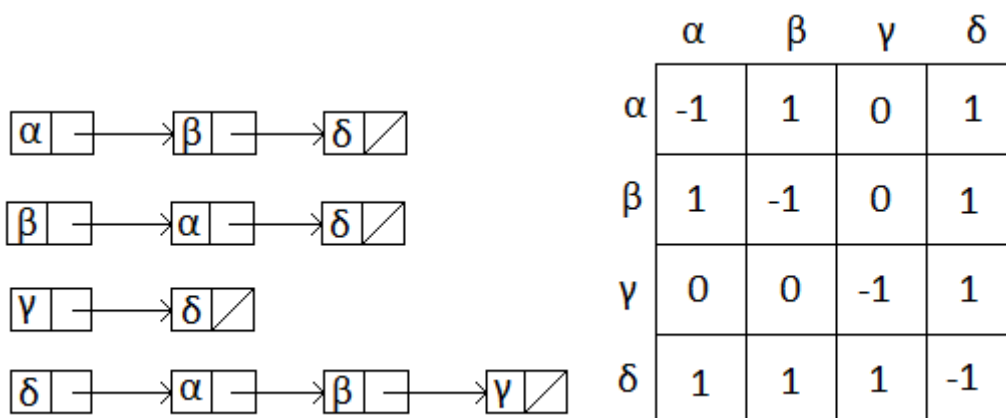 α β δ
β α δ
γ δ
δ α β γ
α β γ δ
α -1 1 0 1
β 1 -1 0 1
γ 0 0 -1 1
δ 1 1 1 -1